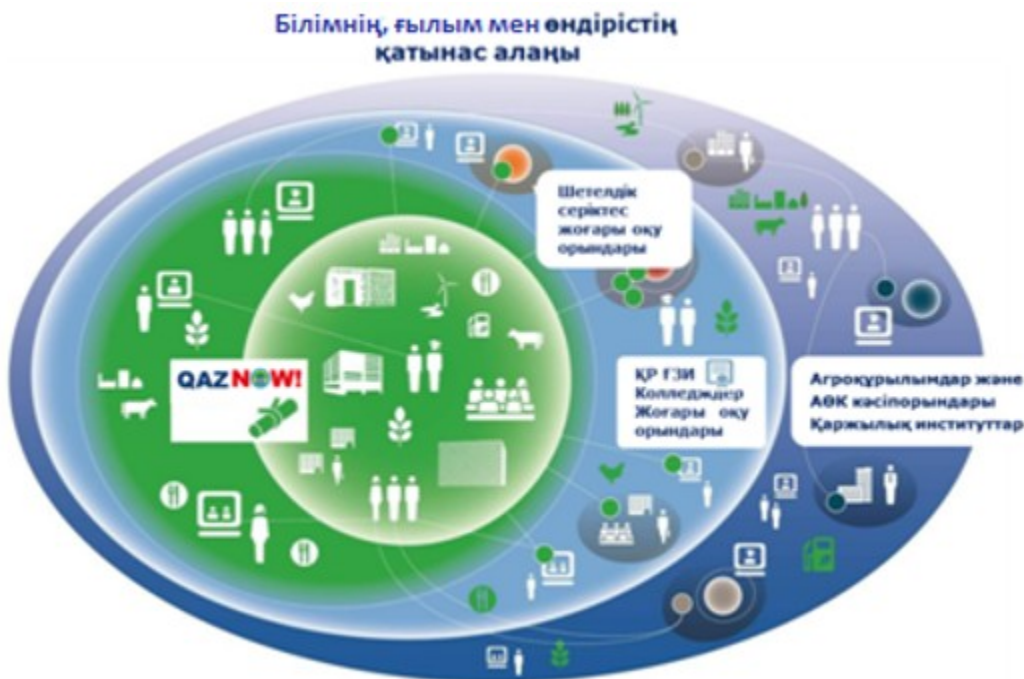 Білімнің, ғылым мен өндірістің
қатынас алаңы
Шетелдік
серіктес
жоғары оқу
орындары
QAZNOW!
ҚР ҒЗИ
Колледждер
Жоғары оқу
орындары
Агроқұрылымдар және
АӨК кәсіпорындары
Қаржылық институттар